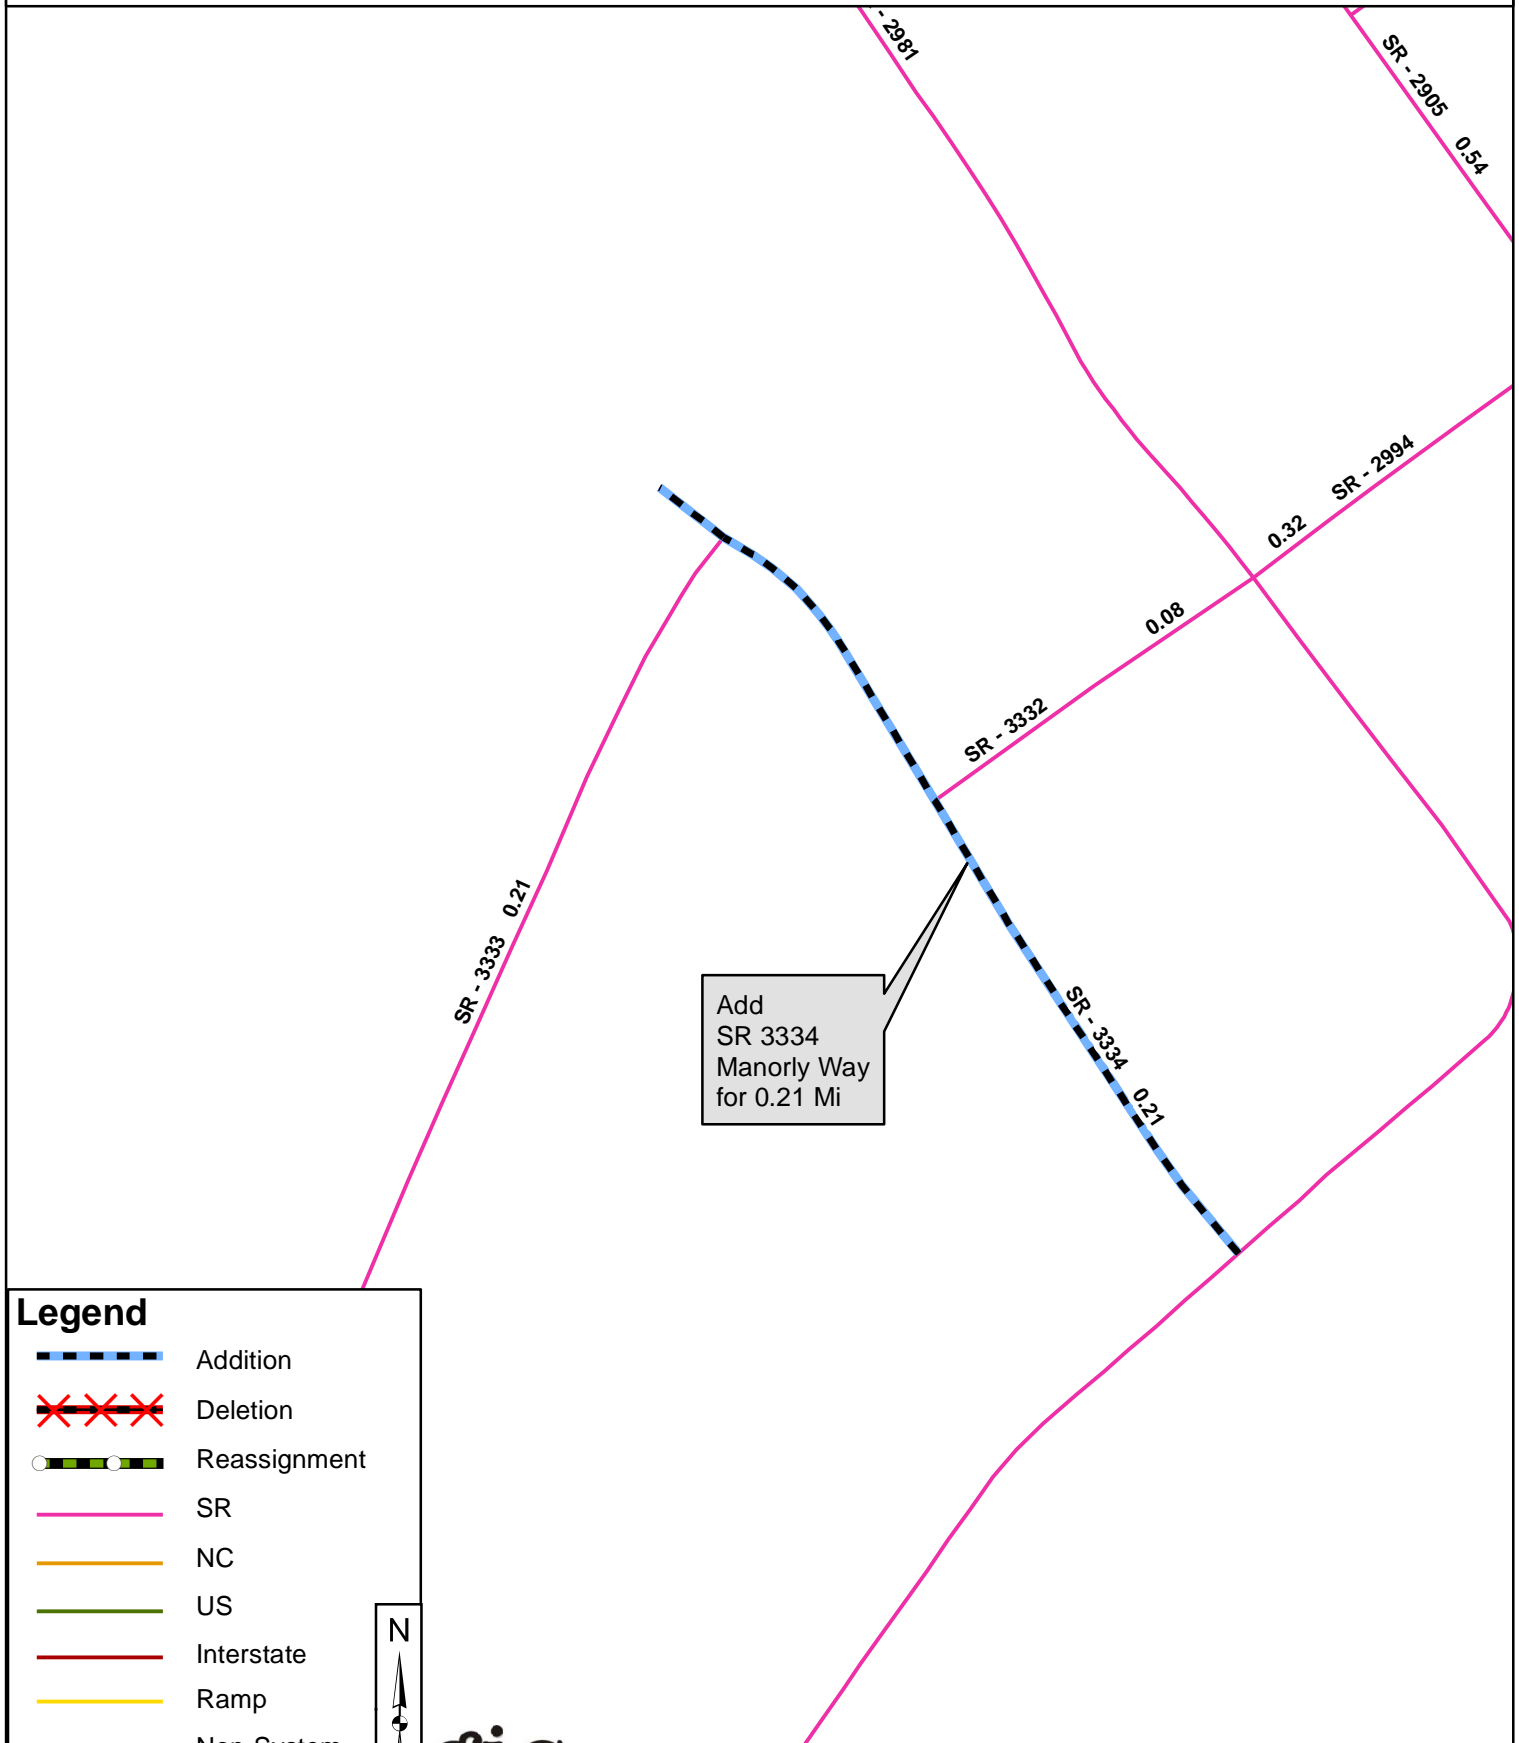 - 2981
SR - 2905 0.54
SR - 2994
0.32
0.08
SR - 3332
SR - 3333 0.21
Add
SR 3334
Manorly Way
for 0.21 Mi
SR - 3334 0.21
Legend
Addition
Deletion
Reassignment
SR
NC
US
Interstate
Ramp
Non System
N